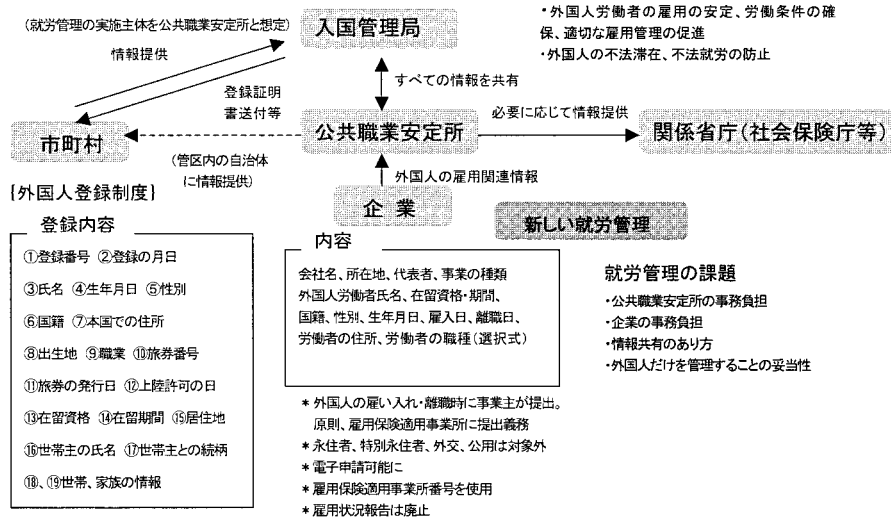 (就労管理の実施主体を公共職業安定所と想定)
情報提供
入国管理局
・外国人労働者の雇用の安定、労働条件の確
保、適切な雇用管理の促進
・外国人の不法滞在、不法就労の防止
登録証明
書送付等
すべての情報を共有
必要に応じて情報提供
市町村
公共職業安定所
関係省庁(社会保険庁等)
(管区内の自治体
に情報提供)
外国人の雇用関連情報
企 業
新しい就労管理
[外国人登録制度]
登録内容
①登録番号 ②登録の月日
③氏名 ④生年月日 ⑤性別
⑥国籍 ⑦本国での住所
⑧出生地 ⑨職業 ⑩旅券番号
⑪旅券の発行日 ⑫上陸許可の日
⑬在留資格 ⑭在留期間 ⑮居住地
⑯世帯主の氏名 ⑰世帯主との続柄
⑱、⑲世帯、家族の情報
内容
会社名、所在地、代表者、事業の種類
外国人労働者氏名、在留資格・期間、
国籍、性別、生年月日、雇入日、離職日、
労働者の住所、労働者の職種(選択式)
*外国人の雇い入れ・離職時に事業主が提出。
原則、雇用保険適用事業所に提出義務
*永住者、特別永住者、外交、公用は対象外
*電子申請可能に
*雇用保険適用事業所番号を使用
*雇用状況報告は廃止
就労管理の課題
・公共職業安定所の事務負担
・企業の事務負担
・情報共有のあり方
・外国人だけを管理することの妥当性